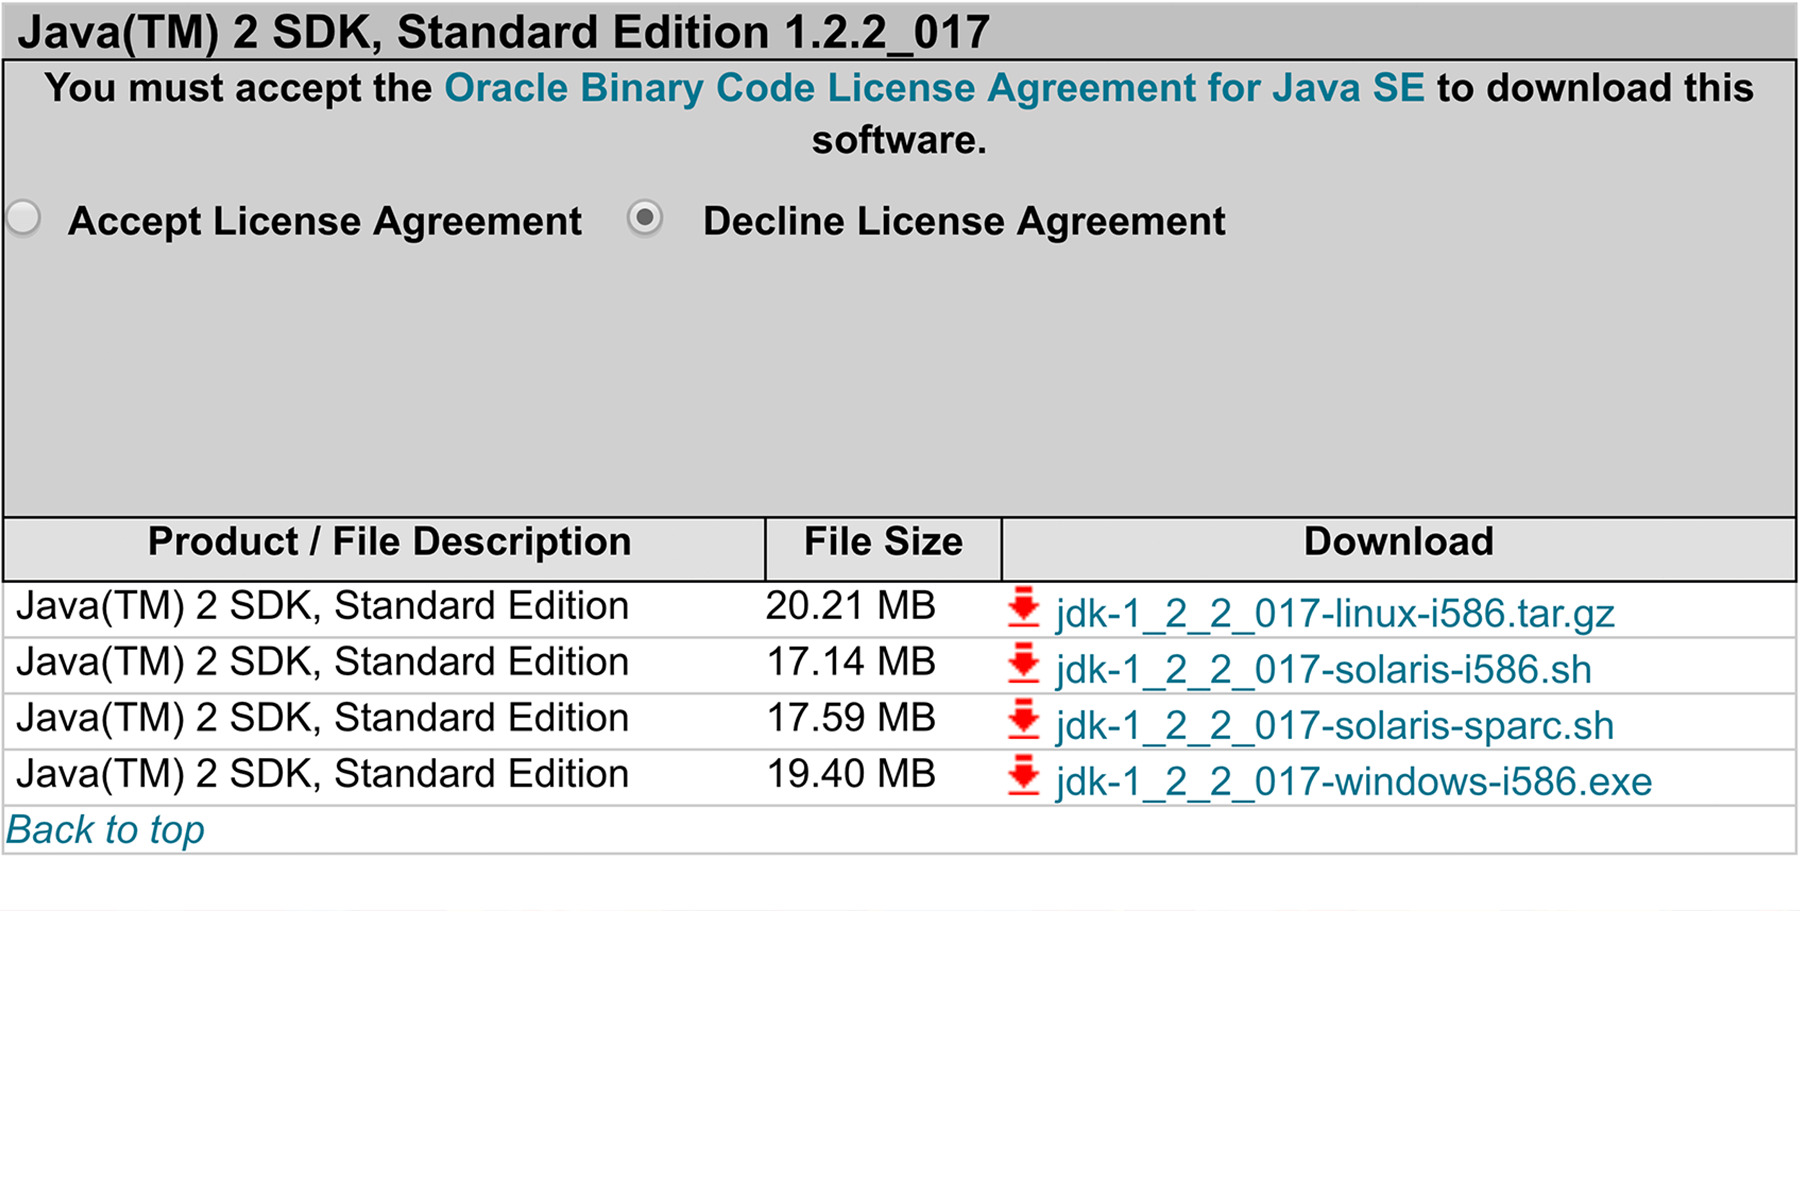 Java(TM) 2 SDK, Standard Edition 1.2.2_017
You must accept the Oracle Binary Code License Agreement for Java SE to download this
software.
Accept License Agreement Decline License Agreement
Product / File Description File Size Download
Java(TM) 2 SDK, Standard Edition 20.21 MB jdk-1_2_2_017-linux-i586.tar.gz
Java(TM) 2 SDK, Standard Edition 17.14 MB jdk-1_2_2_017-solaris-i586.sh
Java(TM) 2 SDK, Standard Edition 17.59 MB jdk-1_2_2_017-solaris-sparc.sh
Java(TM) 2 SDK, Standard Edition 19.40 MB jdk-1_2_2_017-windows-i586.exe
Back to top